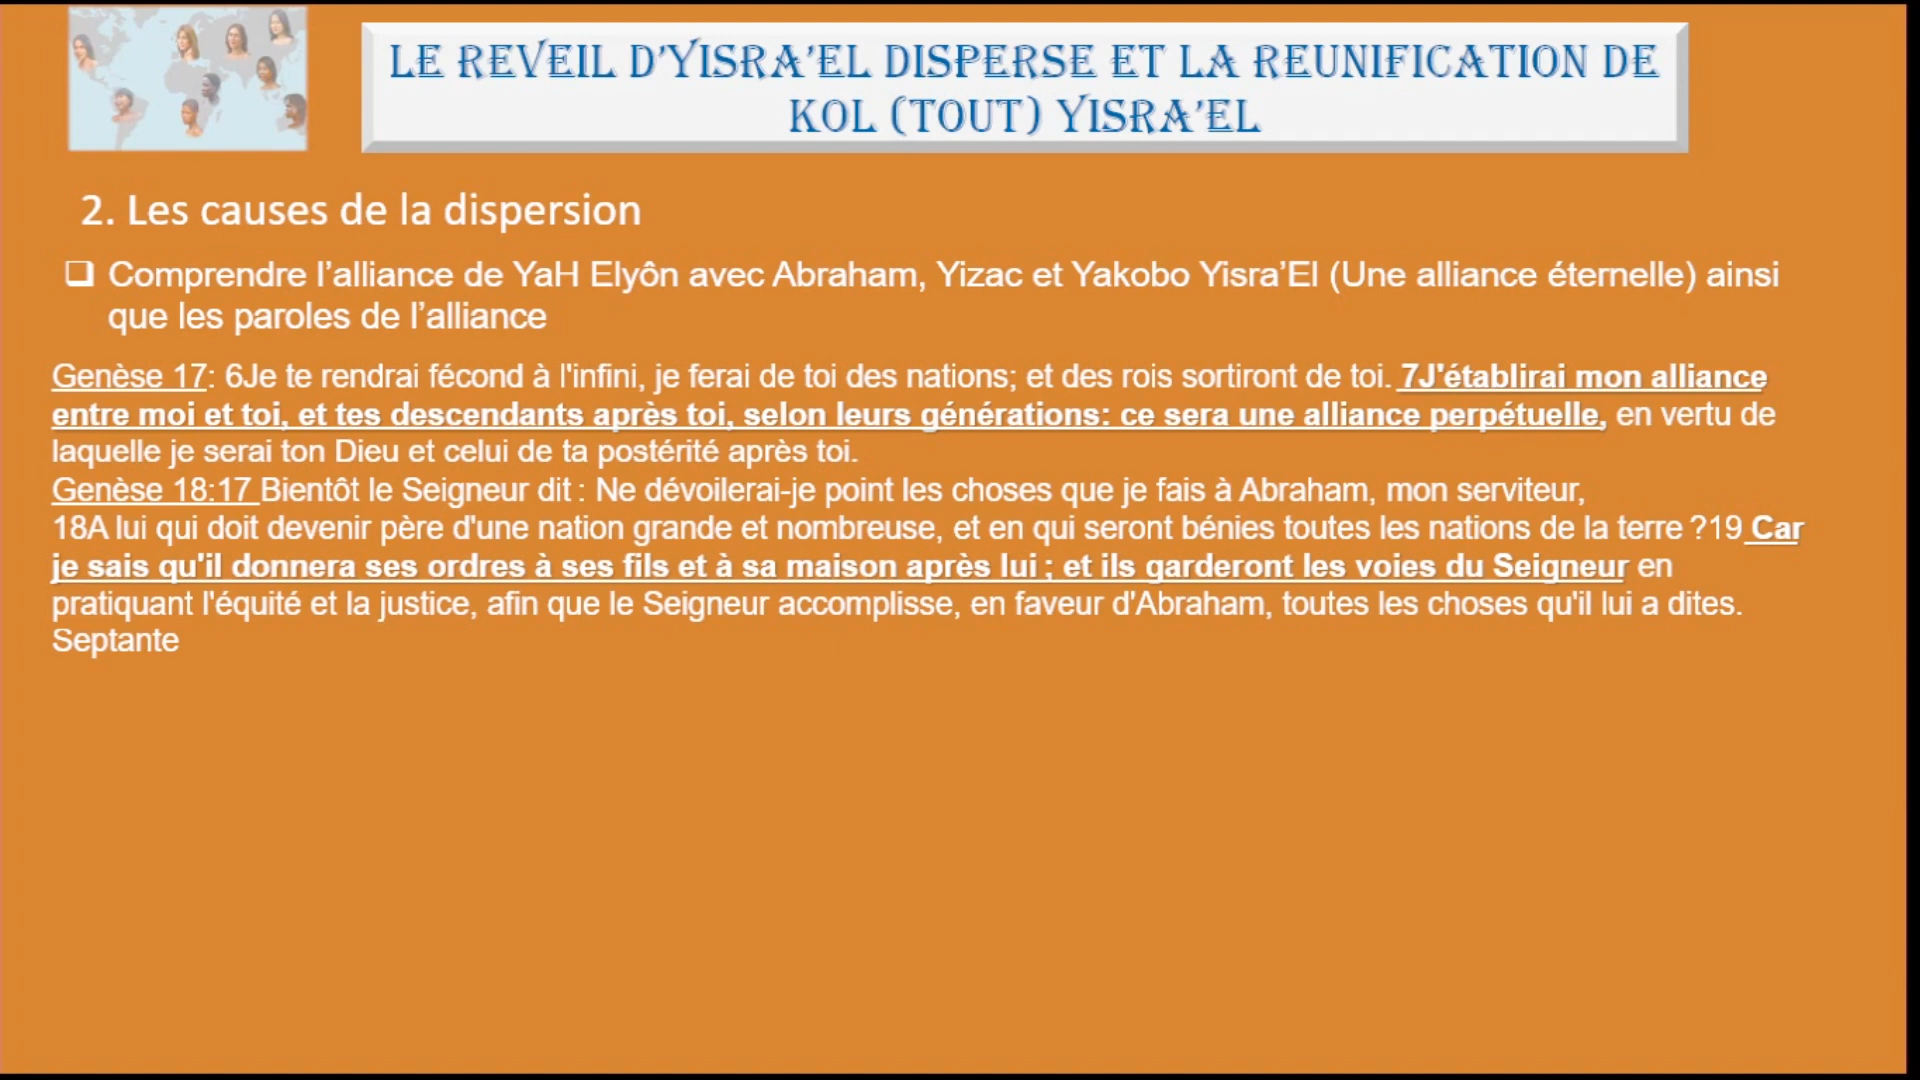 LE REVEIL D'YISRA'EL DISPERSE ET LA REUNIFICATION DE
KOL (TOUT) YISRA'EL
2. Les causes de la dispersion
❑ Comprendre l’alliance de YaH Elyôn avec Abraham, Yizac et Yakobo Yisra’El (Une alliance éternelle) ainsi
que les paroles de l’alliance
Genèse 17: 6Je te rendrai fécond à l'infini, je ferai de toi des nations; et des rois sortiront de toi. 7J'établirai mon alliance
entre moi et toi, et tes descendants après toi, selon leurs générations: ce sera une alliance perpétuelle, en vertu de
laquelle je serai ton Dieu et celui de ta postérité après toi.
Genèse 18:17 Bientôt le Seigneur dit : Ne dévoilerai-je point les choses que je fais à Abraham, mon serviteur,
18A lui qui doit devenir père d'une nation grande et nombreuse, et en qui seront bénies toutes les nations de la terre ?19 Car
je sais qu'il donnera ses ordres à ses fils et à sa maison après lui ; et ils garderont les voies du Seigneur en
pratiquant l'équité et la justice, afin que le Seigneur accomplisse, en faveur d'Abraham, toutes les choses qu'il lui a dites.
Septante